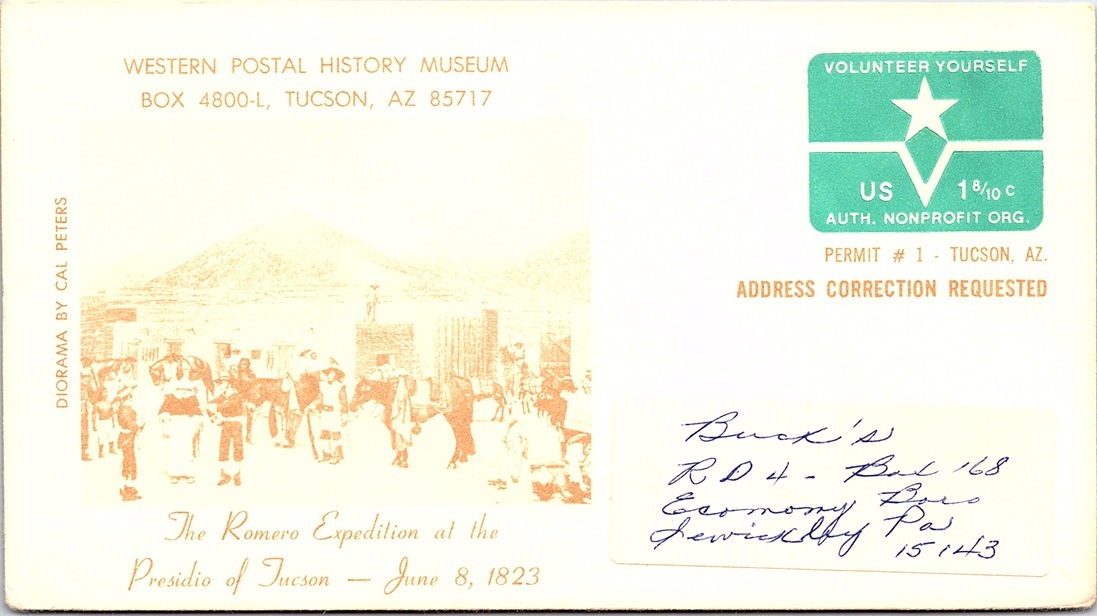 WESTERN POSTAL HISTORY MUSEUM
BOX 4800-L, TUCSON, AZ 85717
DIORAMA BY CAL PETERS
The Romero Expedition at the
Presidio of Tucson — June 8, 1823
VOLUNTEER YOURSELF
US 1 8/10 c
AUTH. NONPROFIT ORG.
PERMIT # 1 - TUCSON, AZ.
ADDRESS CORRECTION REQUESTED
Buck's
RD 4 - Box 168
Economy Boro
Sewickley Pa
15143